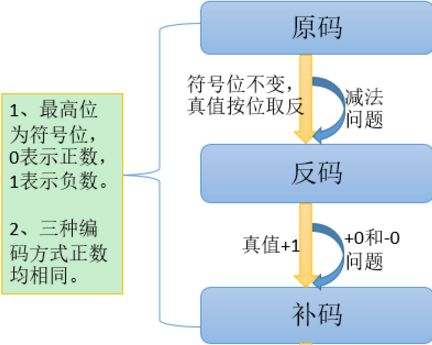 原码
符号位不变，
真值按位取反
减法
问题
1、最高位
为符号位，
0表示正数，
1表示负数。
2、三种编
码方式正数
均相同。
反码
真值+1
+0和-0
问题
补码